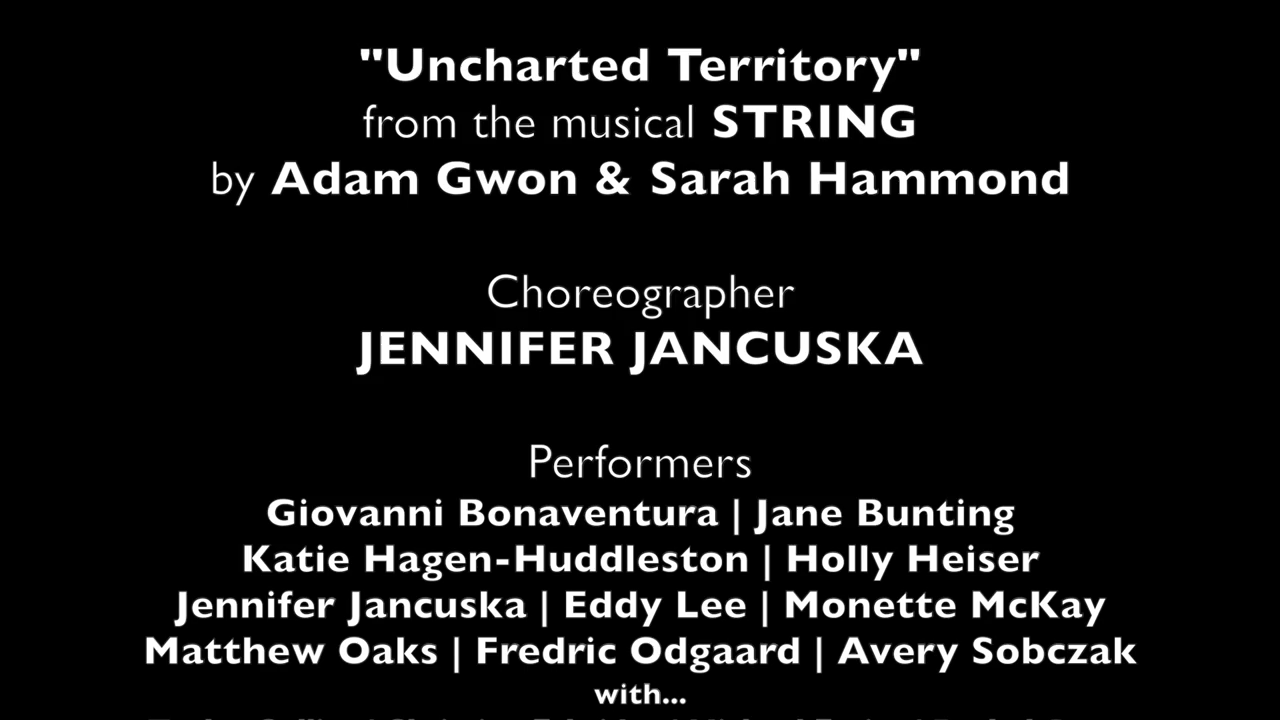 "Uncharted Territory"
from the musical STRING
by Adam Gwon & Sarah Hammond
Choreographer
JENNIFER JANCUSKA
Performers
Giovanni Bonaventura | Jane Bunting
Katie Hagen-Huddleston | Holly Heiser
Jennifer Jancuska | Eddy Lee | Monette McKay
Matthew Oaks | Fredric Odgaard | Avery Sobczak
with...